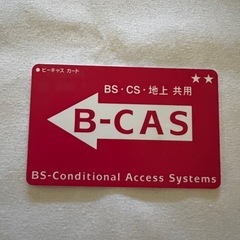 ●ビーキャス カード ★★
BS・CS・地上 共用
B-CAS
BS-Conditional Access Systems